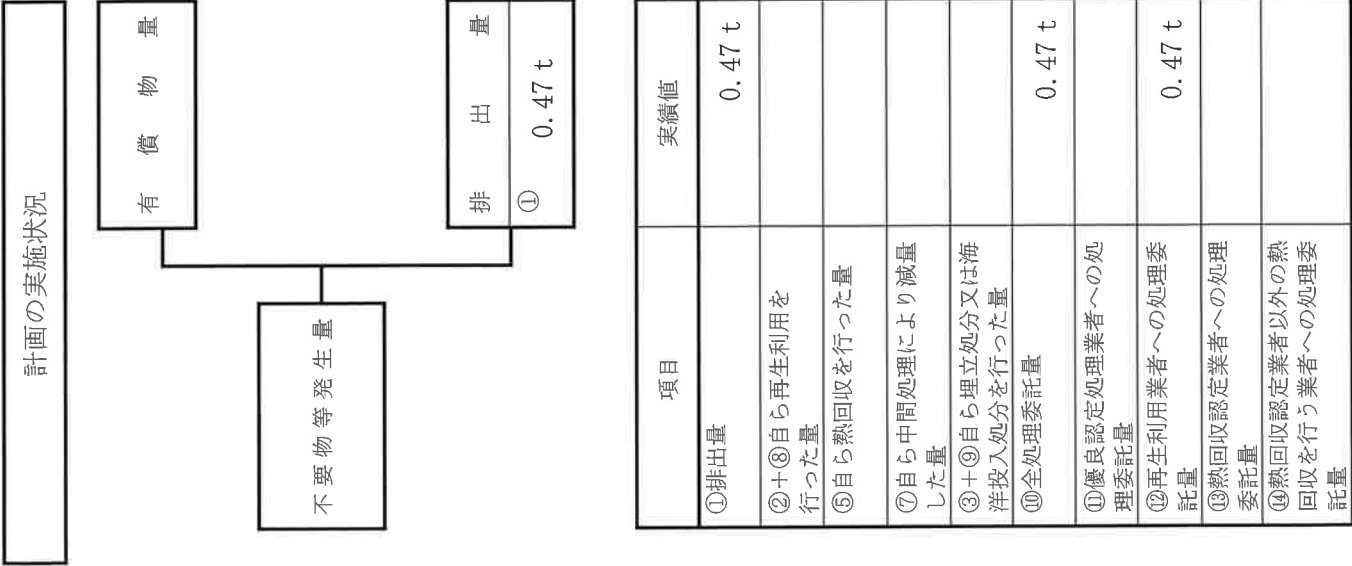 計画の実施状況
有償物量
不要物等発生量
排出量
①
0.47 t
項目
実績値
①排出量
0.47 t
②＋⑧自ら再生利用を
行った量
⑤自ら熱回収を行った量
⑦自ら中間処理により減量
した量
③＋⑨自ら埋立処分又は海
洋投入処分を行った量
⑩全処理委託量
0.47 t
⑪優良認定処理業者への処
理委託量
⑫再生利用業者への処理委
託量
0.47 t
⑬熱回収認定業者への処理
委託量
⑭熱回収認定業者以外の熱
回収を行う業者への処理委
託量